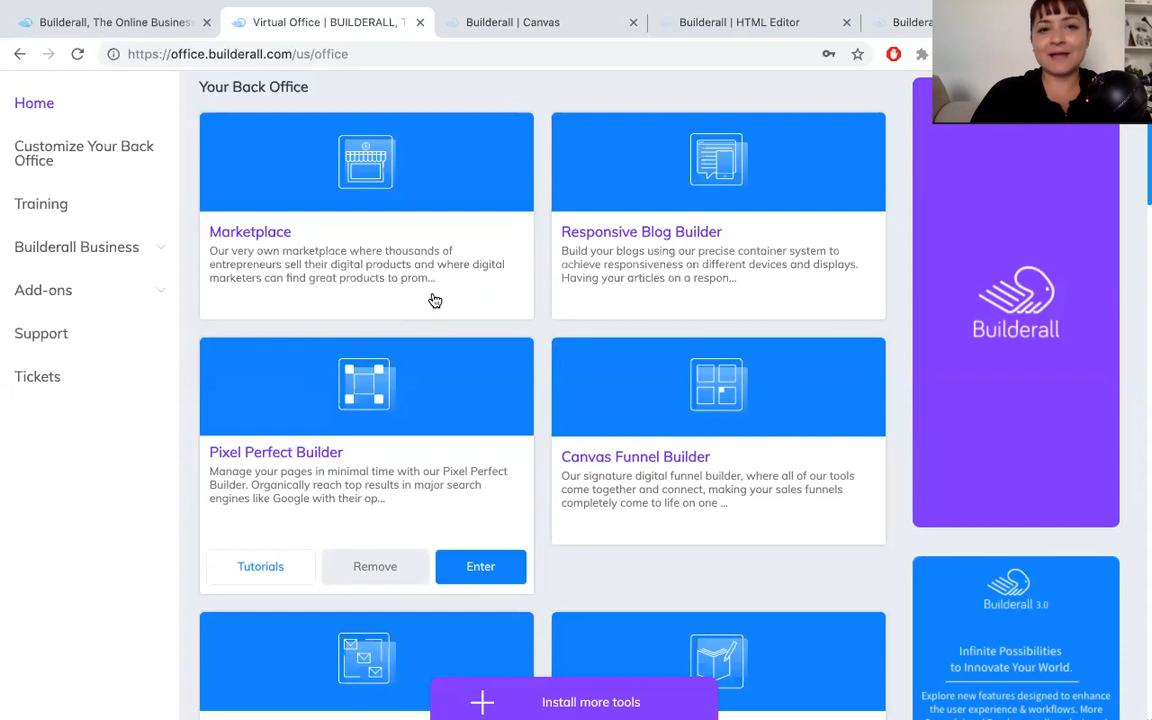 Builderall, The Online Business
Virtual Office | BUILDERALL, T
Builderall | Canvas
Builderall | HTML Editor
Buildera
https://office.builderall.com/us/office
Home
Customize Your Back
Office
Training
Builderall Business
Add-ons
Support
Tickets
Your Back Office
Marketplace
Our very own marketplace where thousands of
entrepreneurs sell their digital products and where digital
marketers can find great products to prom...
Responsive Blog Builder
Build your blogs using our precise container system to
achieve responsiveness on different devices and displays.
Having your articles on a respon...
Pixel Perfect Builder
Manage your pages in minimal time with our Pixel Perfect
Builder. Organically reach top results in major search
engines like Google with their op...
Tutorials
Remove
Enter
Canvas Funnel Builder
Our signature digital funnel builder, where all of our tools
come together and connect, making your sales funnels
completely come to life on one ...
Install more tools
Builderall
Builderall 3.0
Infinite Possibilities
to Innovate Your World.
Explore new features designed to enhance
the user experience & workflows. More